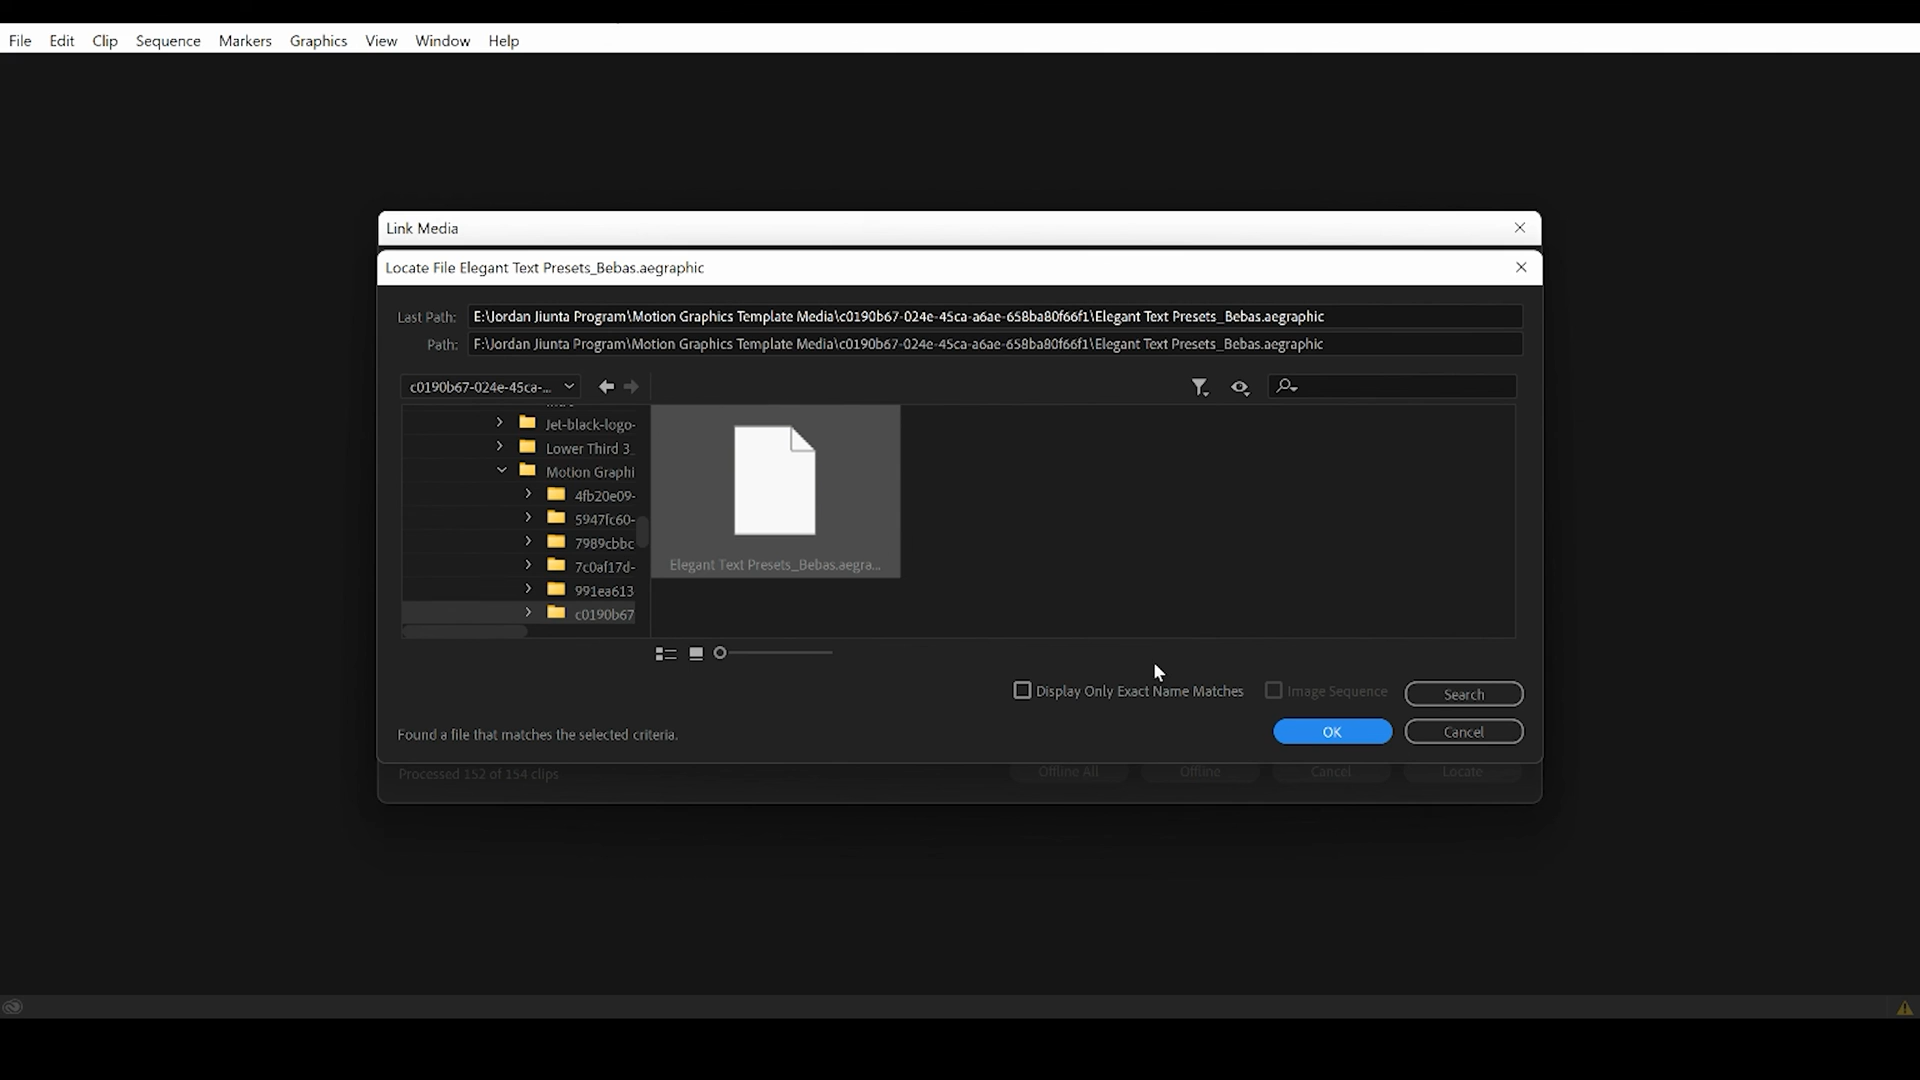 File Edit Clip Sequence Markers Graphics View Window Help
Link Media
Locate File Elegant Text Presets_Bebas.aegraphic
Last Path: E:\Jordan Jiunta Program\Motion Graphics Template Media\c0190b67-024e-45ca-a6ae-658ba80f66f1\Elegant Text Presets_Bebas.aegraphic
Path: F:\Jordan Jiunta Program\Motion Graphics Template Media\c0190b67-024e-45ca-a6ae-658ba80f66f1\Elegant Text Presets_Bebas.aegraphic
c0190b67-024e-45ca-...
Jet-black-logo-
Lower Third 3_
Motion Graphi
4fb20e09-
5947fc60-
7989cbbc
7c0af17d-
991ea613
c0190b67
Elegant Text Presets_Bebas.aegra...
Display Only Exact Name Matches Image Sequence Search
Found a file that matches the selected criteria. OK Cancel
Processed 152 of 154 clips Offline All Offline Cancel Locate